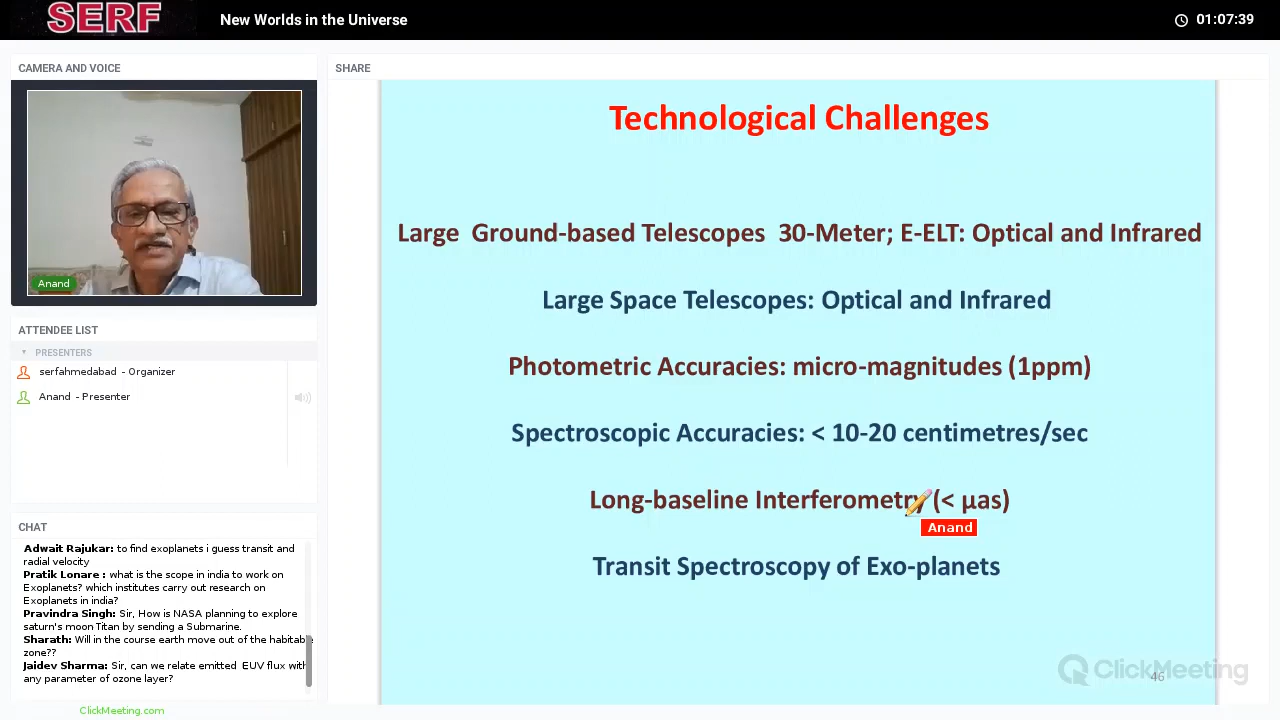 SERF
New Worlds in the Universe
01:07:39
CAMERA AND VOICE
SHARE
Anand
ATTENDEE LIST
PRESENTERS
serfahmedabad - Organizer
Anand - Presenter
CHAT
Adwait Rajukar: to find exoplanets i guess transit and
radial velocity
Pratik Lonare : what is the scope in india to work on
Exoplanets? which institutes carry out research on
Exoplanets in india?
Pravindra Singh: Sir, How is NASA planning to explore
saturn's moon Titan by sending a Submarine.
Sharath: Will in the course earth move out of the habitable
zone??
Jaidev Sharma: Sir, can we relate emitted EUV flux with
any parameter of ozone layer?
ClickMeeting.com
Technological Challenges
Large Ground-based Telescopes 30-Meter; E-ELT: Optical and Infrared
Large Space Telescopes: Optical and Infrared
Photometric Accuracies: micro-magnitudes (1ppm)
Spectroscopic Accuracies: < 10-20 centimetres/sec
Long-baseline Interferometry (< µas)
Anand
Transit Spectroscopy of Exo-planets
ClickMeeting
46